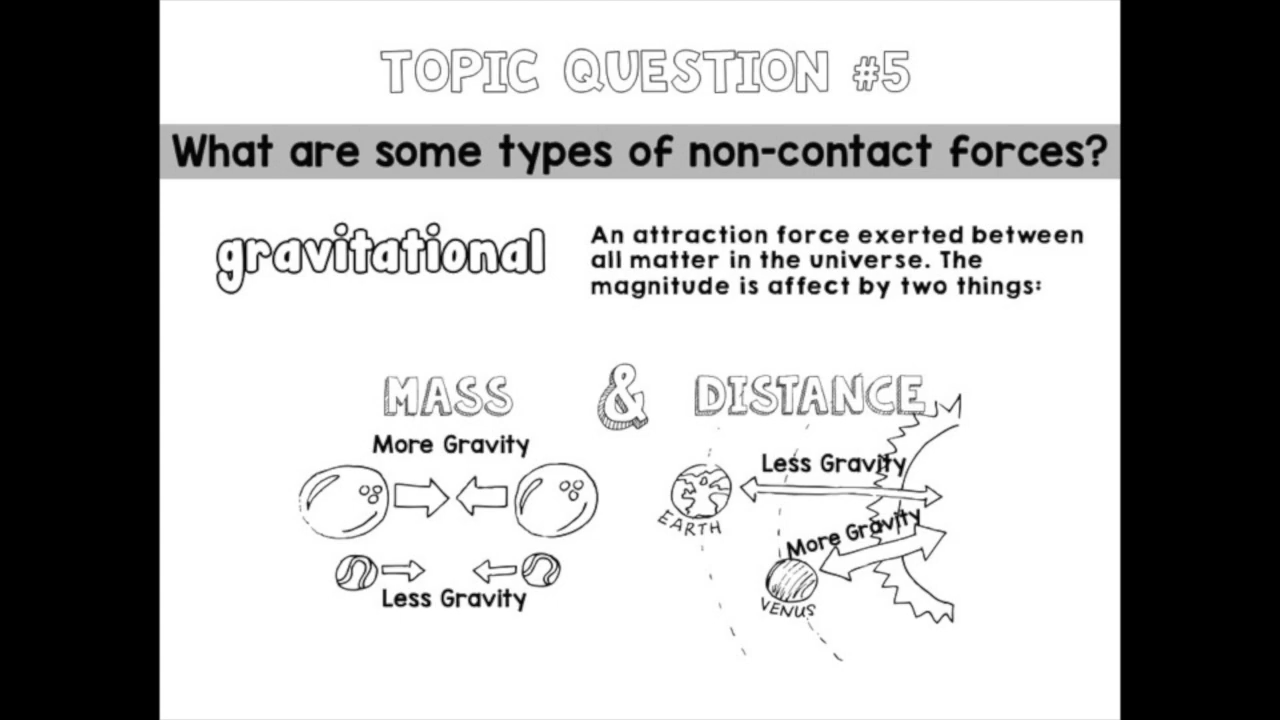 TOPIC QUESTION #5
What are some types of non-contact forces?
gravitational
An attraction force exerted between
all matter in the universe. The
magnitude is affect by two things:
MASS & DISTANCE
More Gravity
Less Gravity
Less Gravity
EARTH
More Gravity
VENUS